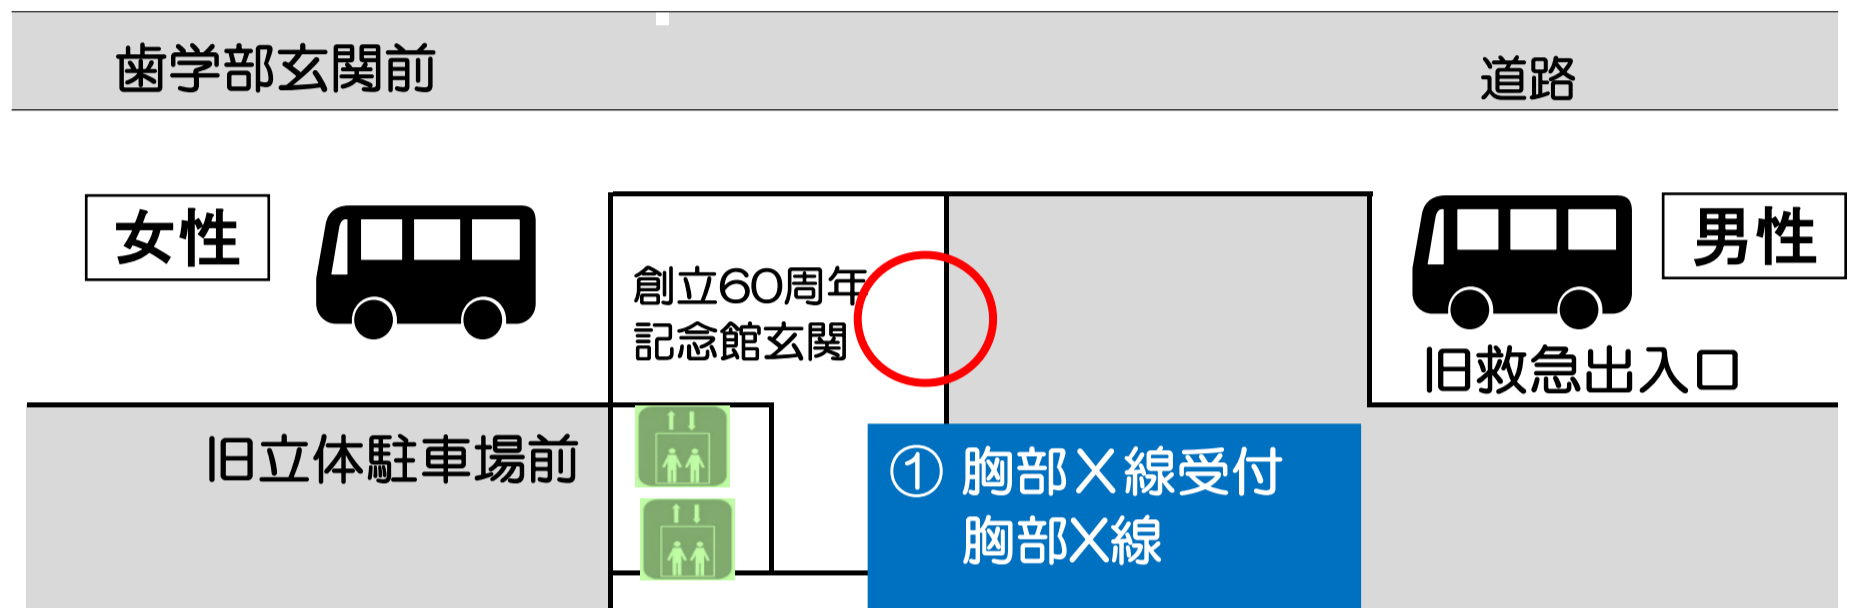 歯学部玄関前
道路
女性
男性
創立60周年
記念館玄関
旧救急出入口
旧立体駐車場前
① 胸部X線受付
胸部X線